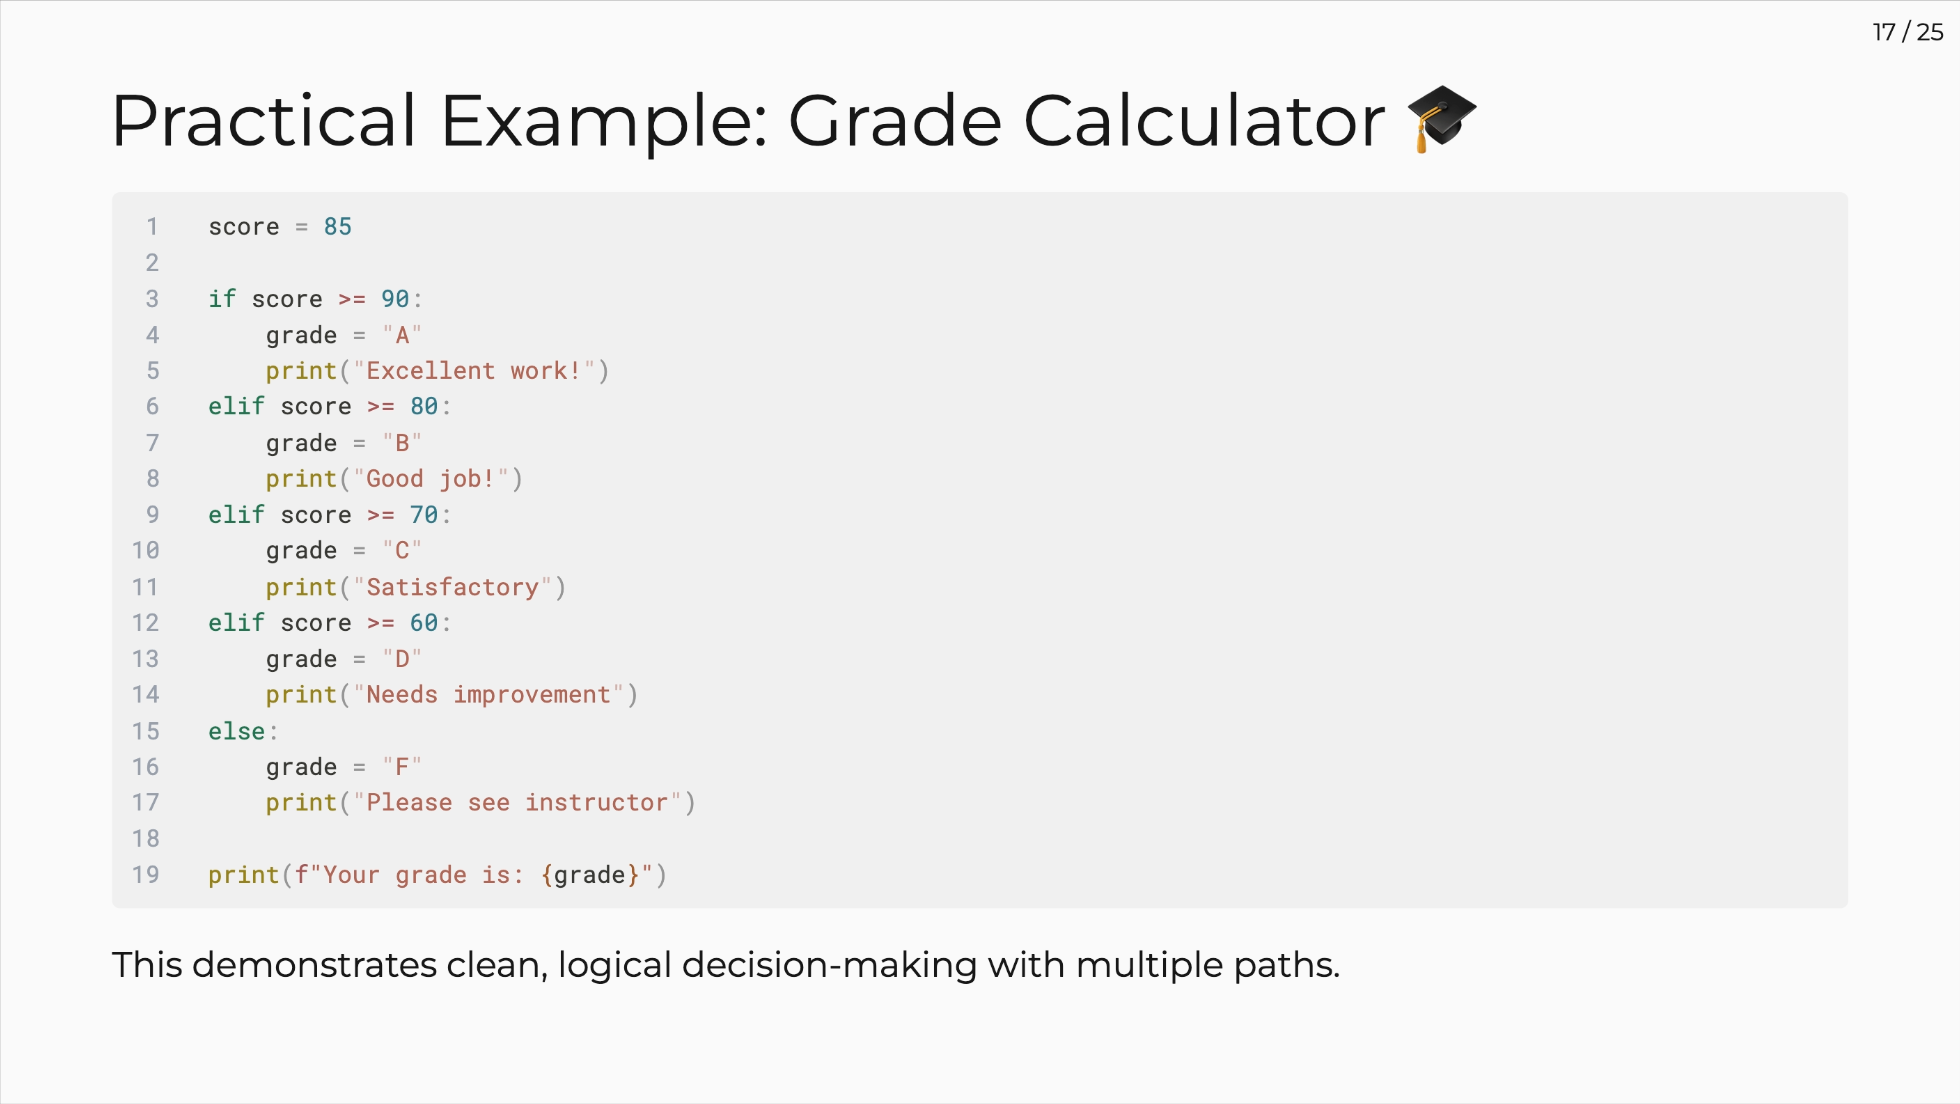 17 / 25
Practical Example: Grade Calculator 🎓
1 score = 85
2
3 if score >= 90:
4     grade = "A"
5     print("Excellent work!")
6 elif score >= 80:
7     grade = "B"
8     print("Good job!")
9 elif score >= 70:
10     grade = "C"
11     print("Satisfactory")
12 elif score >= 60:
13     grade = "D"
14     print("Needs improvement")
15 else:
16     grade = "F"
17     print("Please see instructor")
18
19 print(f"Your grade is: {grade}")
This demonstrates clean, logical decision-making with multiple paths.